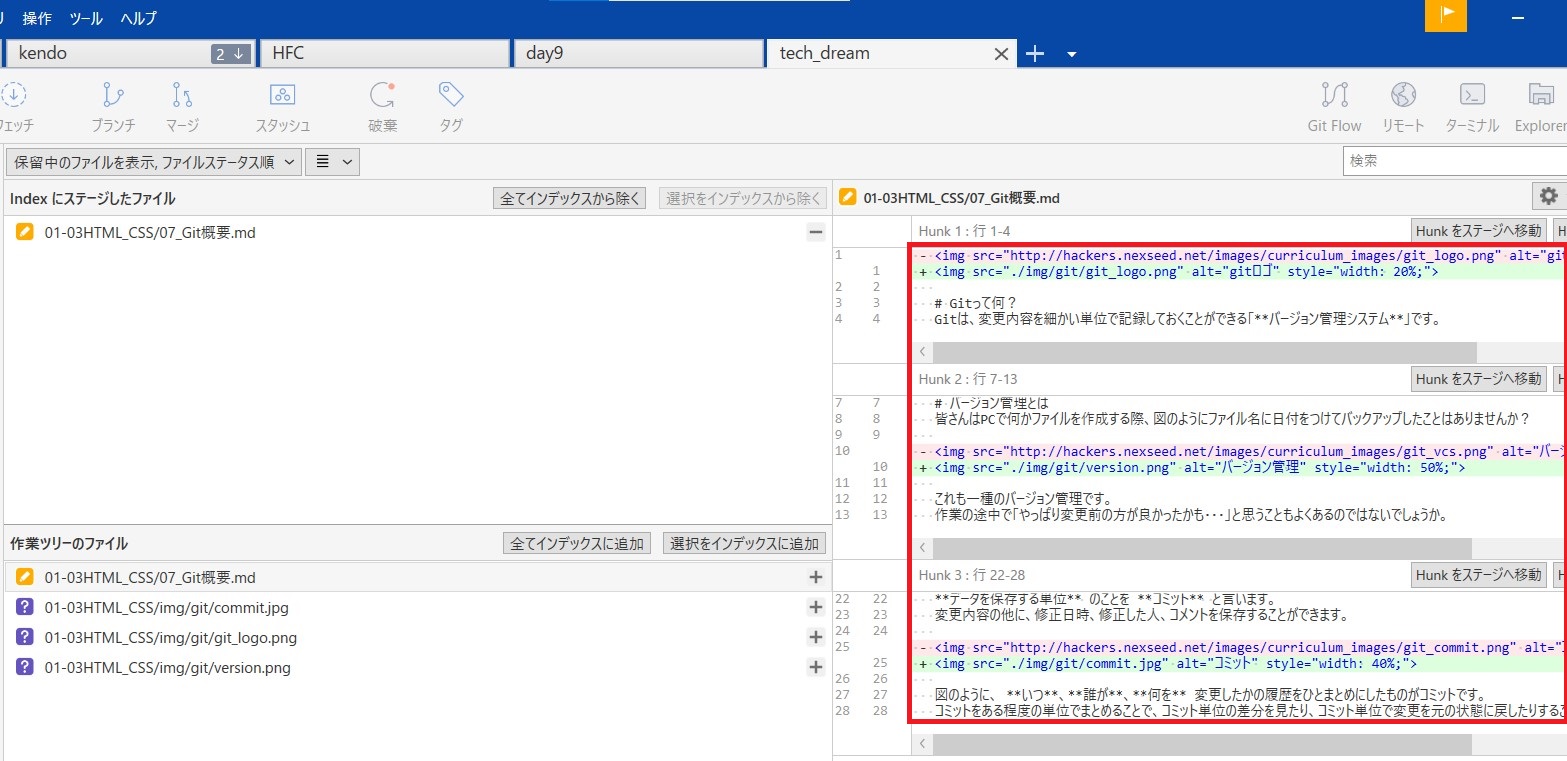 操作 ツール ヘルプ
kendo 2 HFC day9 tech_dream
フェッチ ブランチ マージ スタッシュ 破棄 タグ Git Flow リモート ターミナル Explorer
保留中のファイルを表示, ファイルステータス順 検索
Index にステージしたファイル 全てインデックスから除く 選択をインデックスから除く
01-03HTML_CSS/07_Git概要.md
作業ツリーのファイル 全てインデックスに追加 選択をインデックスに追加
01-03HTML_CSS/07_Git概要.md
01-03HTML_CSS/img/git/commit.jpg
01-03HTML_CSS/img/git/git_logo.png
01-03HTML_CSS/img/git/version.png
01-03HTML_CSS/07_Git概要.md
Hunk 1 : 行 1-4 Hunk をステージへ移動 H
1 - <img src="http://hackers.nexseed.net/images/curriculum_images/git_logo.png" alt="git
1 + <img src="./img/git/git_logo.png" alt="gitロゴ" style="width: 20%;">
2 2
3 3 # Gitって何？
4 4 Gitは、変更内容を細かい単位で記録しておくことができる「**バージョン管理システム**」です。
Hunk 2 : 行 7-13 Hunk をステージへ移動 H
7 7 # バージョン管理とは
8 8 皆さんはPCで何かファイルを作成する際、図のようにファイル名に日付をつけてバックアップしたことはありませんか？
9 9
10 - <img src="http://hackers.nexseed.net/images/curriculum_images/git_vcs.png" alt="バージ
10 + <img src="./img/git/version.png" alt="バージョン管理" style="width: 50%;">
11 11
12 12 これも一種のバージョン管理です。
13 13 作業の途中で「やっぱり変更前の方が良かったかも・・・」と思うこともよくあるのではないでしょうか。
Hunk 3 : 行 22-28 Hunk をステージへ移動 H
22 22 **データを保存する単位** のことを **コミット** と言います。
23 23 変更内容の他に、修正日時、修正した人、コメントを保存することができます。
24 24
25 - <img src="http://hackers.nexseed.net/images/curriculum_images/git_commit.png" alt="コ
25 + <img src="./img/git/commit.jpg" alt="コミット" style="width: 40%;">
26 26
27 27 図のように、 **いつ**、**誰が**、**何を** 変更したかの履歴をひとまとめにしたものがコミットです。
28 28 コミットをある程度の単位でまとめることで、コミット単位の差分を見たり、コミット単位で変更を元の状態に戻したりするこ